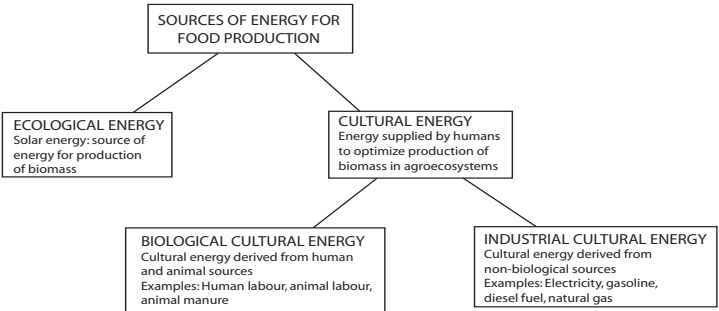 SOURCES OF ENERGY FOR
FOOD PRODUCTION
ECOLOGICAL ENERGY
Solar energy: source of
energy for production
of biomass
CULTURAL ENERGY
Energy supplied by humans
to optimize production of
biomass in agroecosystems
BIOLOGICAL CULTURAL ENERGY
Cultural energy derived from human
and animal sources
Examples: Human labour, animal labour,
animal manure
INDUSTRIAL CULTURAL ENERGY
Cultural energy derived from
non-biological sources
Examples: Electricity, gasoline,
diesel fuel, natural gas